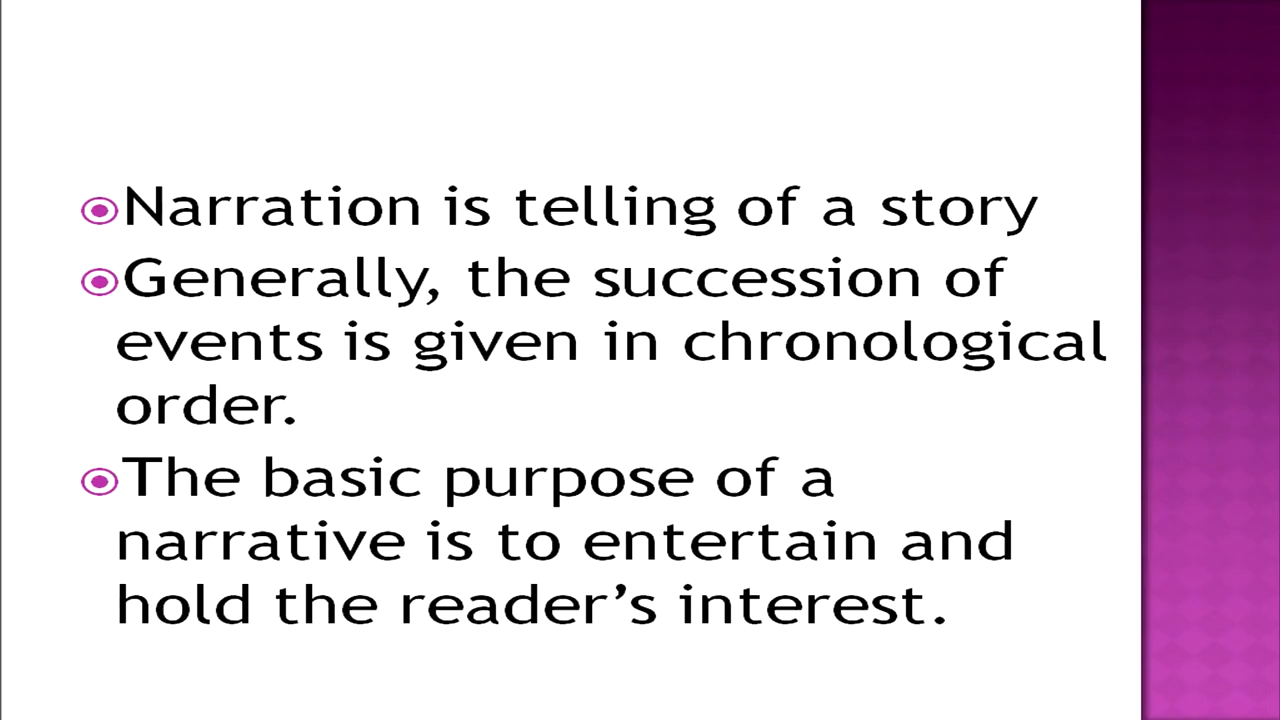 Narration is telling of a story
Generally, the succession of
events is given in chronological
order.
The basic purpose of a
narrative is to entertain and
hold the reader’s interest.